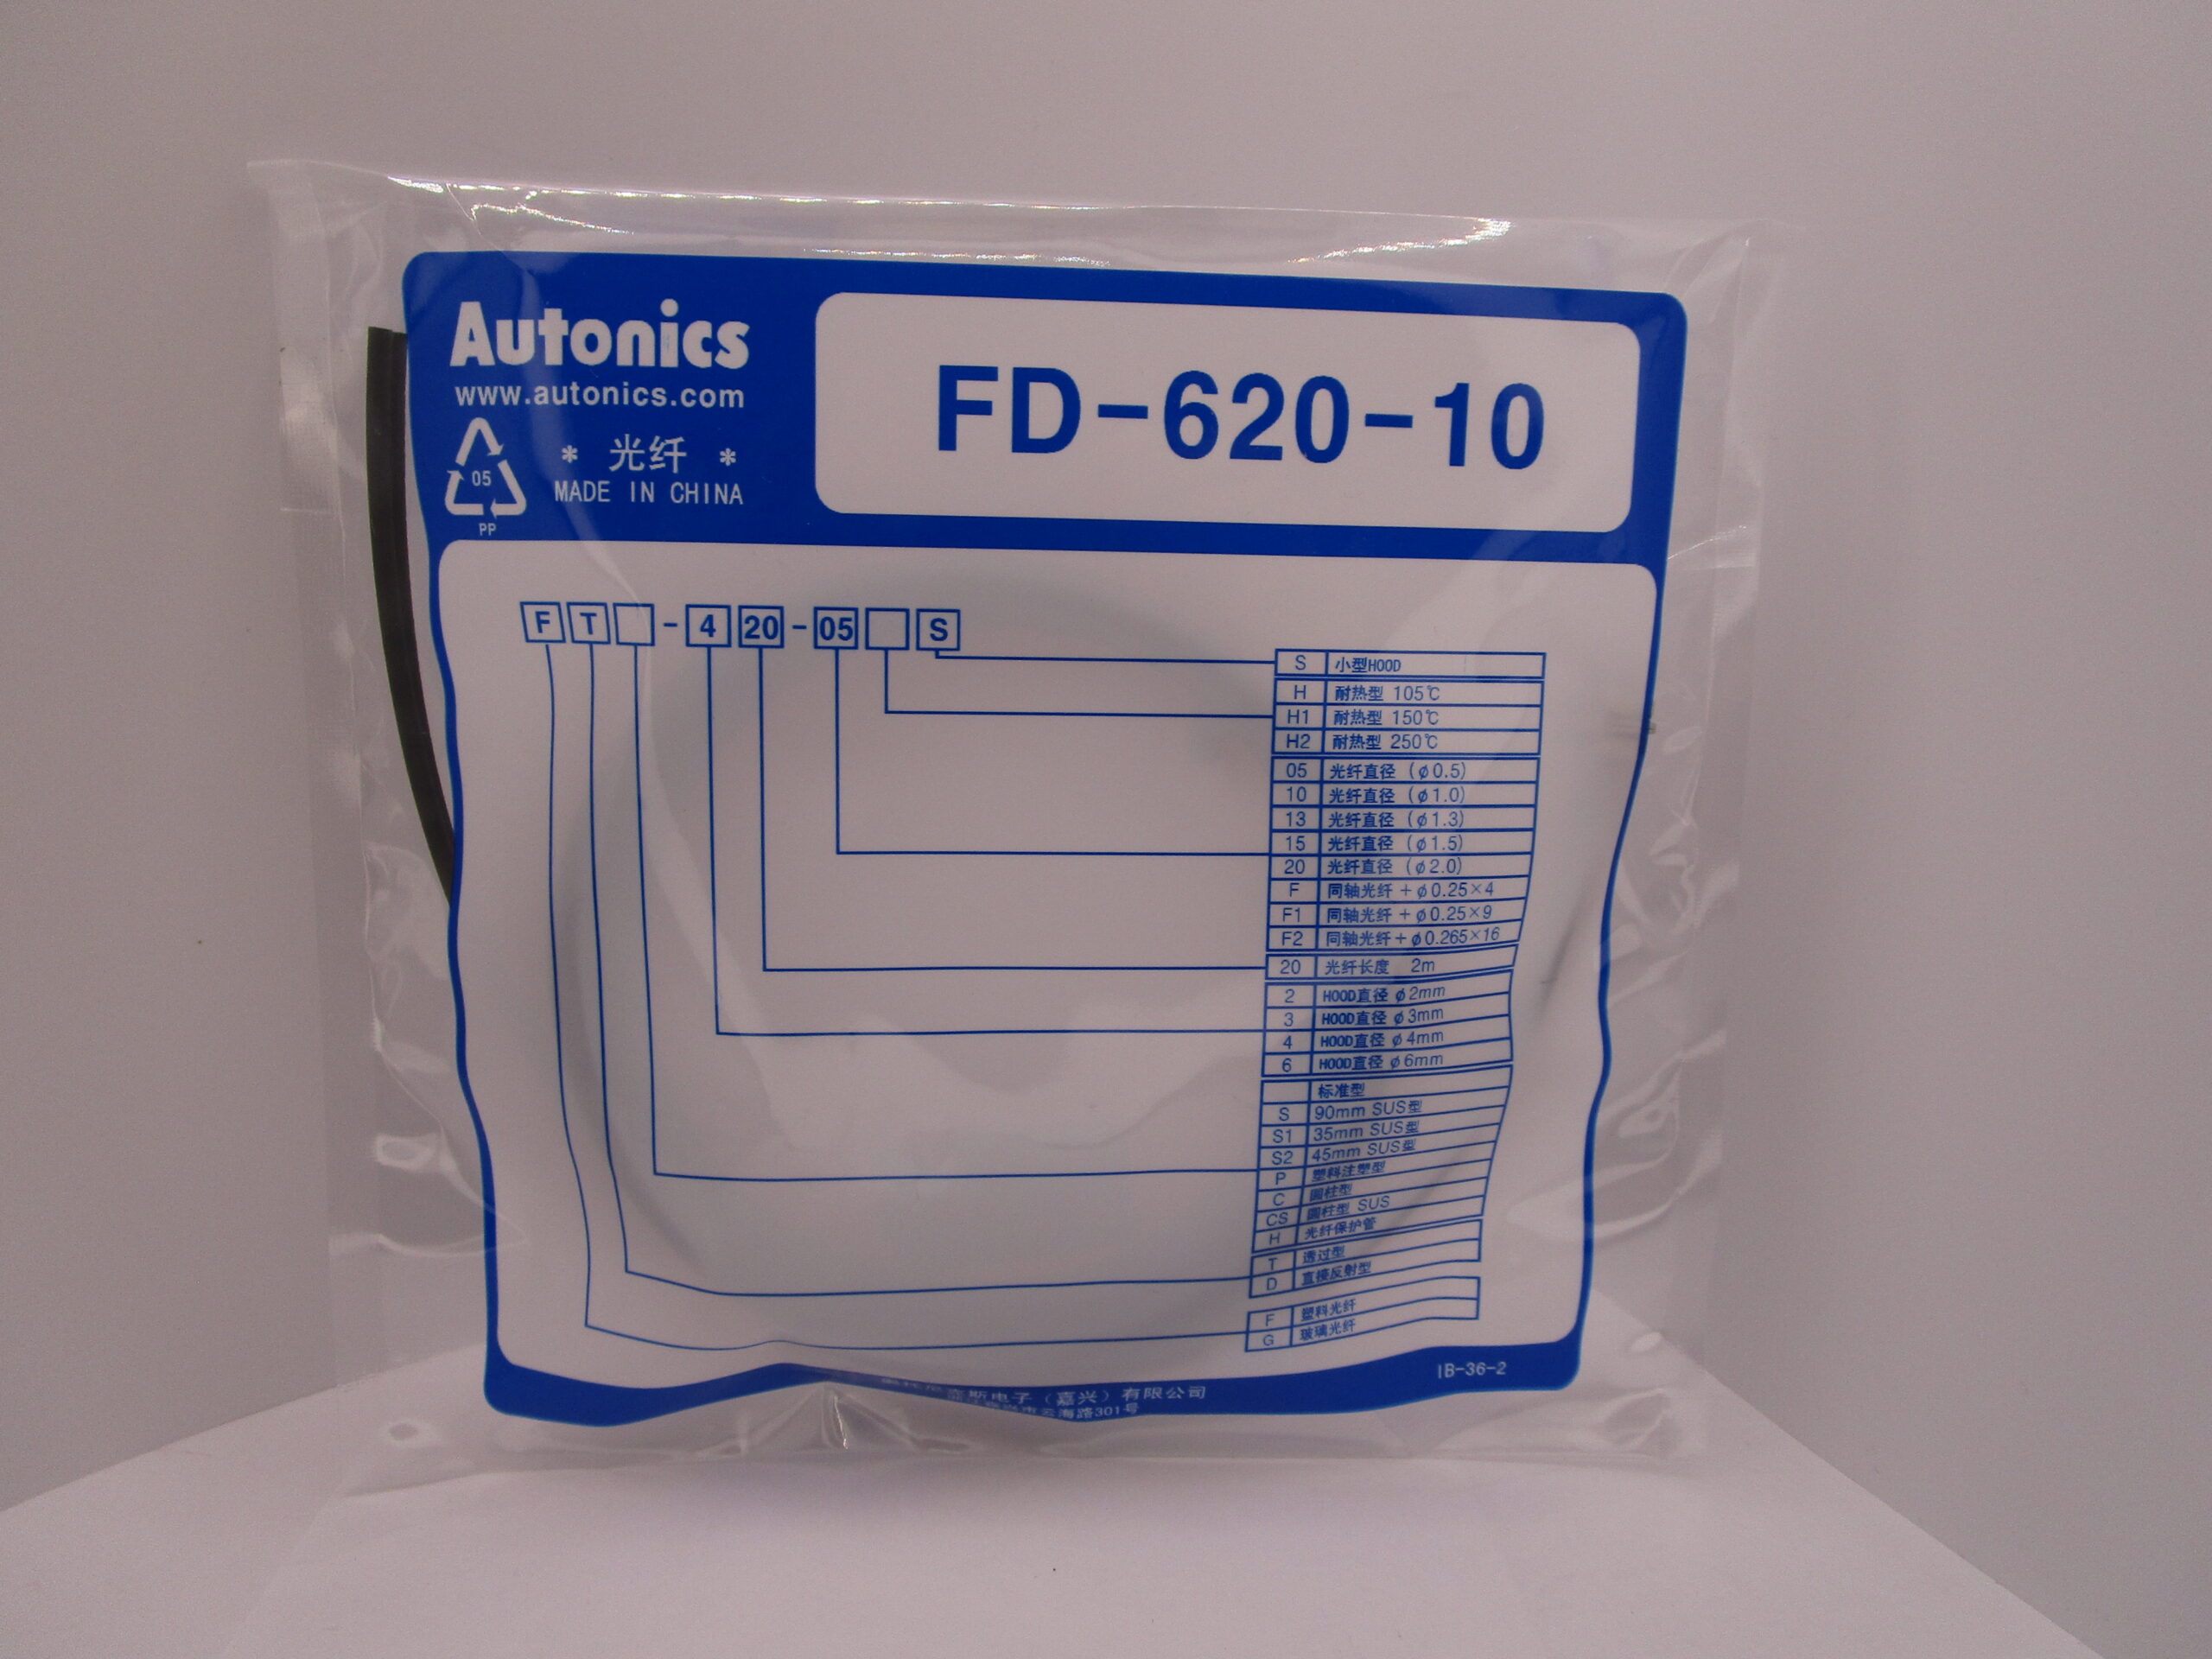 Autonics
www.autonics.com
05
PP
* 光纤 *
MADE IN CHINA
FD-620-10
F T - 4 20 - 05 S
S 小型HOOD
H 耐热型 105℃
H1 耐热型 150℃
H2 耐热型 250℃
05 光纤直径 (ϕ0.5)
10 光纤直径 (ϕ1.0)
13 光纤直径 (ϕ1.3)
15 光纤直径 (ϕ1.5)
20 光纤直径 (ϕ2.0)
F 同轴光纤+ϕ0.25×4
F1 同轴光纤+ϕ0.25×9
F2 同轴光纤+ϕ0.265×16
20 光纤长度 2m
2 HOOD直径 ϕ2mm
3 HOOD直径 ϕ3mm
4 HOOD直径 ϕ4mm
6 HOOD直径 ϕ6mm
标准型
S 90mm SUS型
S1 35mm SUS型
S2 45mm SUS型
P 塑料注塑型
C 圆柱型
CS 圆柱型 SUS
H 光纤保护管
T 透过型
D 直接反射型
F 塑料光纤
G 玻璃光纤
IB-36-2
斯电子(嘉兴)有限公司
市云海路301号